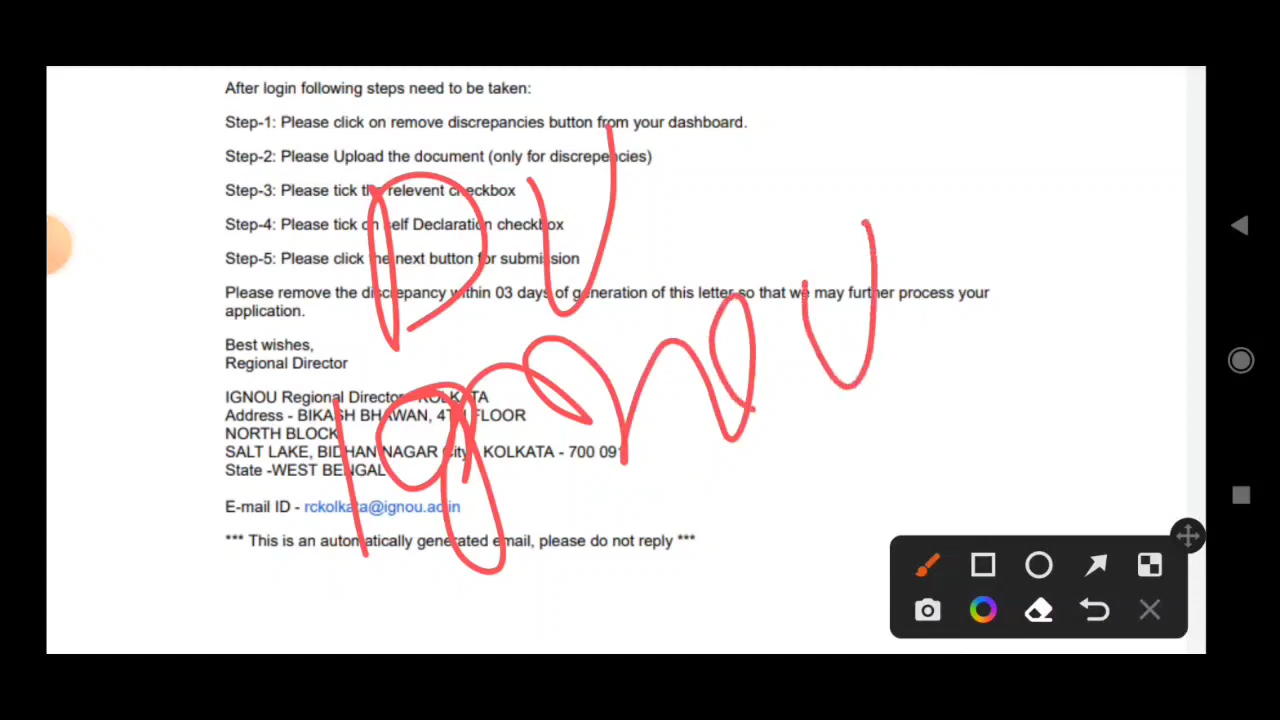 After login following steps need to be taken:
Step-1: Please click on remove discrepancies button from your dashboard.
Step-2: Please Upload the document (only for discrepencies)
Step-3: Please tick the relevent checkbox
Step-4: Please tick on self Declaration checkbox
Step-5: Please click the next button for submission
Please remove the discrepancy within 03 days of generation of this letter so that we may further process your
application.
DU
Ignou
Best wishes,
Regional Director
IGNOU Regional Director, KOLKATA
Address - BIKASH BHAWAN, 4TH FLOOR
NORTH BLOCK
SALT LAKE, BIDHAN NAGAR City - KOLKATA - 700 091
State -WEST BENGAL
E-mail ID - rckolkata@ignou.ac.in
*** This is an automatically generated email, please do not reply ***